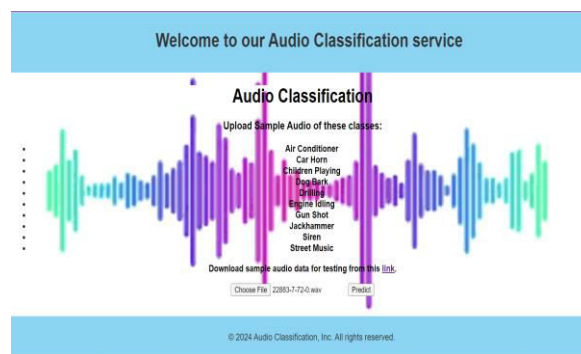 Welcome to our Audio Classification service
Audio Classification
Upload Sample Audio of these classes:
Air Conditioner
Car Horn
Children Playing
Dog Bark
Drilling
Engine Idling
Gun Shot
Jackhammer
Siren
Street Music
Download sample audio data for testing from this link.
Choose File 22883-7-72-0.wav Predict
© 2024 Audio Classification, Inc. All rights reserved.